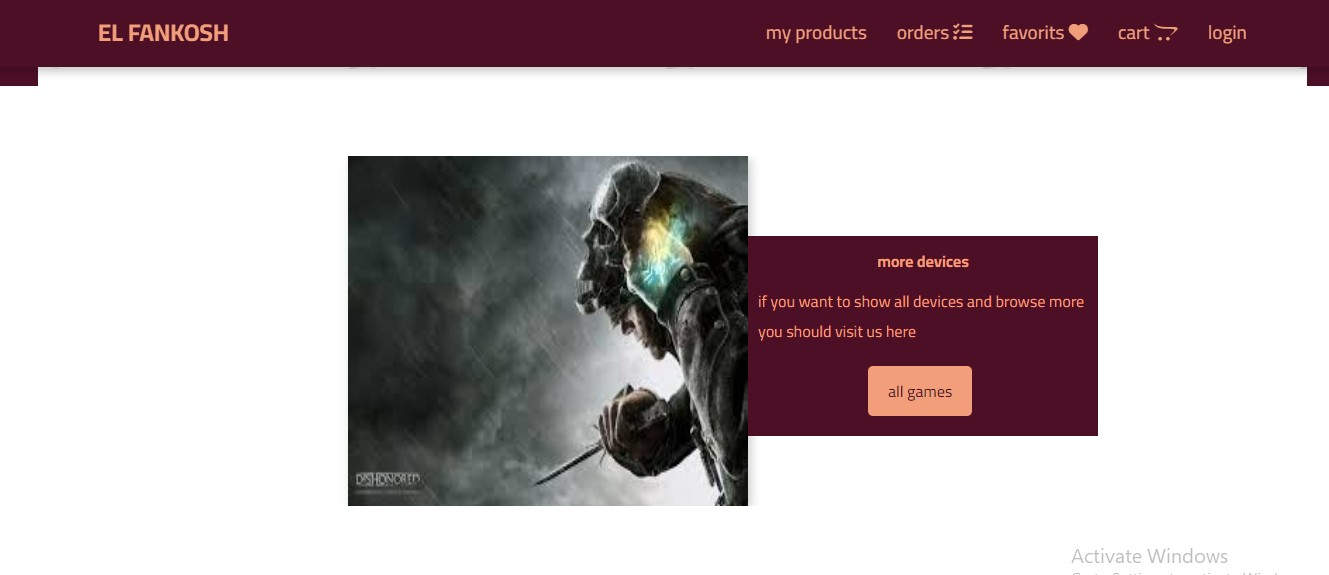 EL FANKOSH
my products orders favorits cart login
more devices
if you want to show all devices and browse more
you should visit us here
all games
DISHONORED
Activate Windows